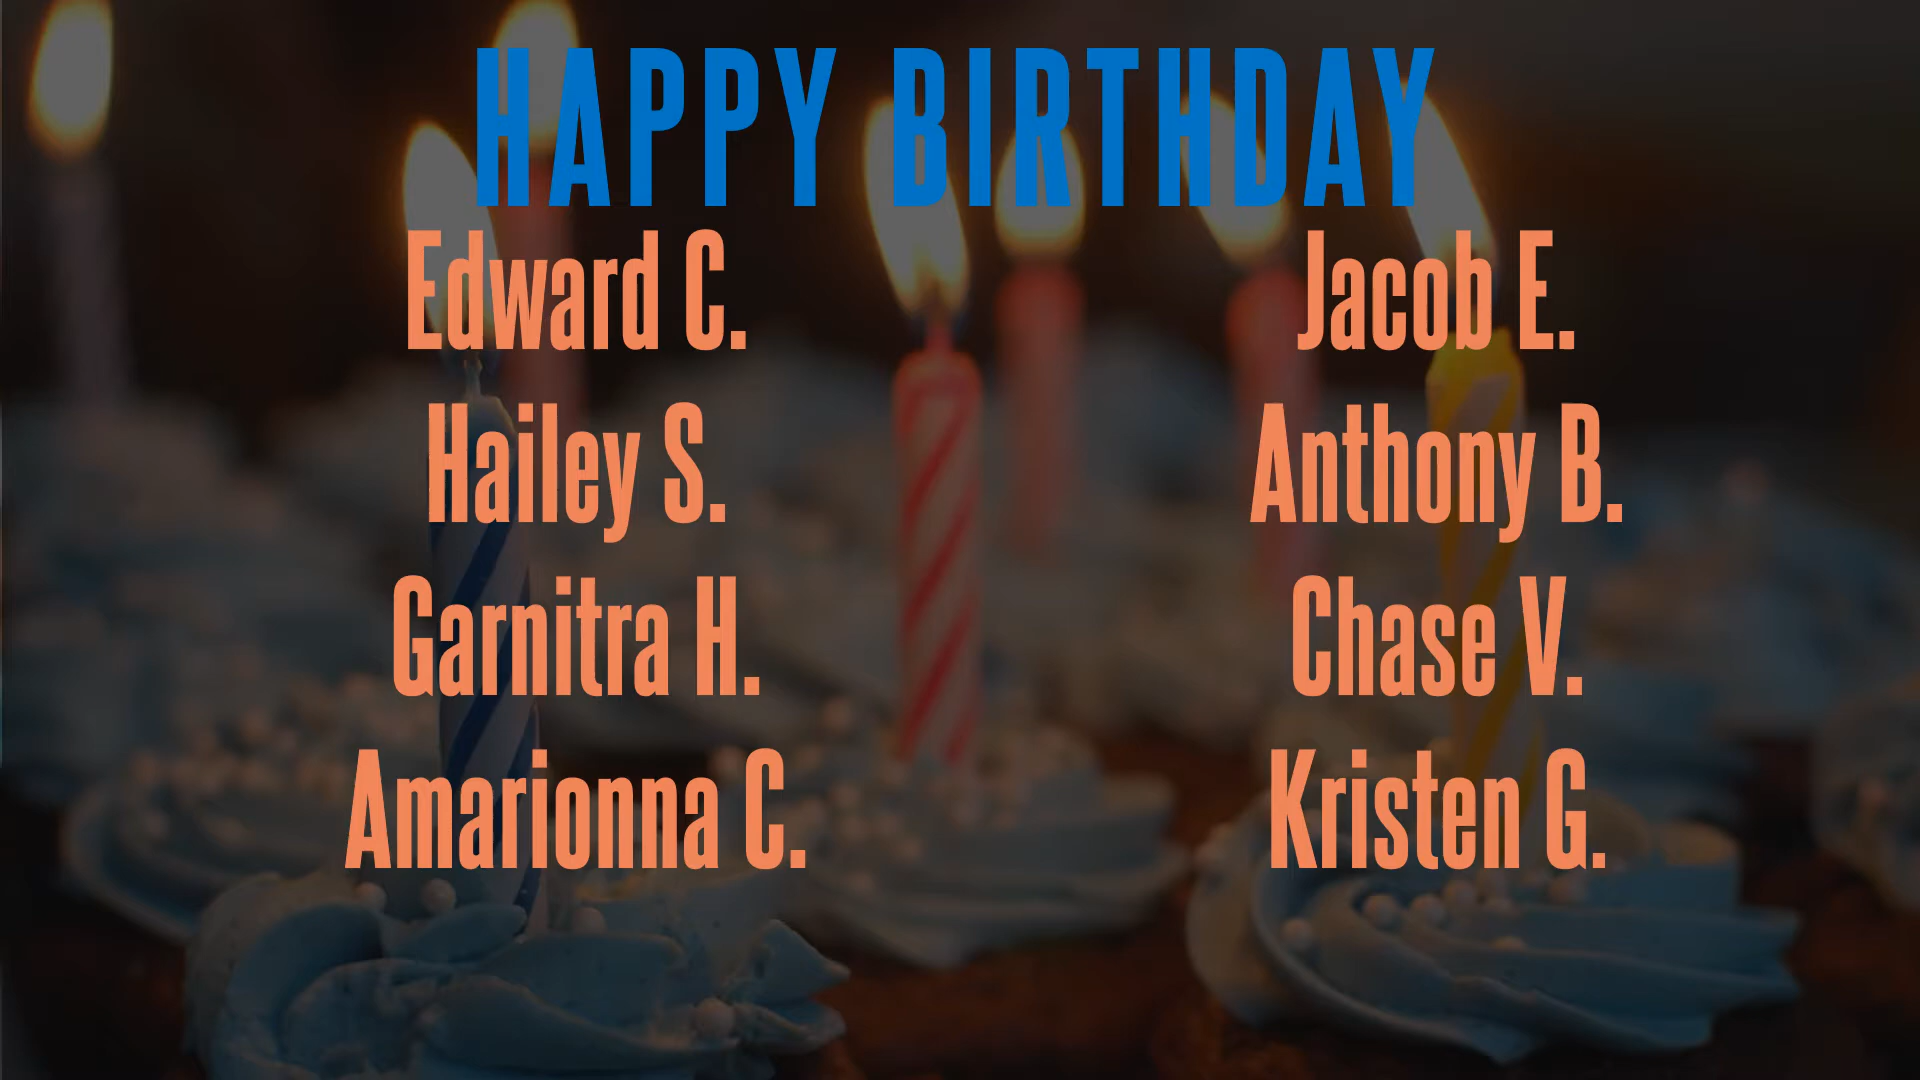 HAPPY BIRTHDAY
Edward C.
Hailey S.
Garnitra H.
Amarionna C.
Jacob E.
Anthony B.
Chase V.
Kristen G.